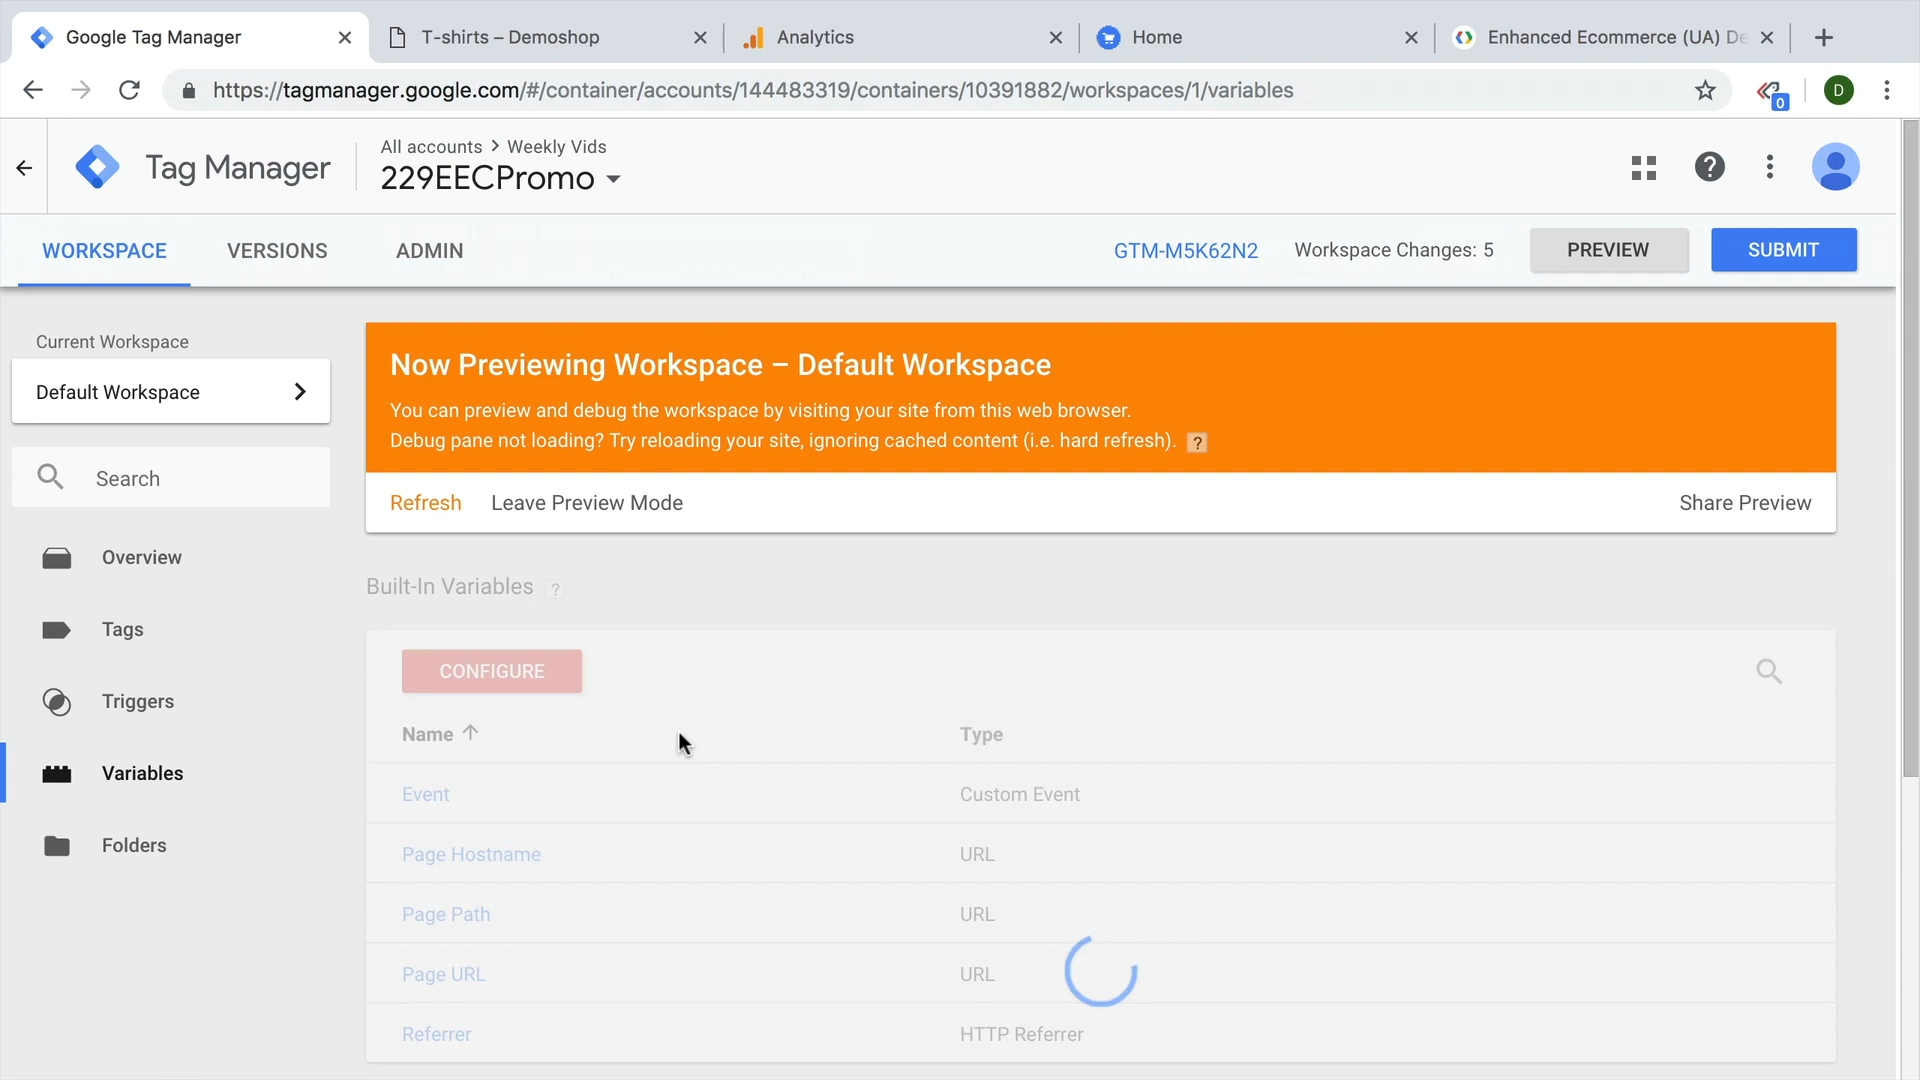 Google Tag Manager
T-shirts – Demoshop
Analytics
Home
Enhanced Ecommerce (UA) De
https://tagmanager.google.com/#/container/accounts/144483319/containers/10391882/workspaces/1/variables
0
D
Tag Manager
All accounts > Weekly Vids
229EECPromo
WORKSPACE
VERSIONS
ADMIN
GTM-M5K62N2
Workspace Changes: 5
PREVIEW
SUBMIT
Current Workspace
Default Workspace
Search
Overview
Tags
Triggers
Variables
Folders
Now Previewing Workspace – Default Workspace
You can preview and debug the workspace by visiting your site from this web browser.
Debug pane not loading? Try reloading your site, ignoring cached content (i.e. hard refresh). ?
Refresh
Leave Preview Mode
Share Preview
Built-In Variables ?
CONFIGURE
Name
Type
Event
Custom Event
Page Hostname
URL
Page Path
URL
Page URL
URL
Referrer
HTTP Referrer